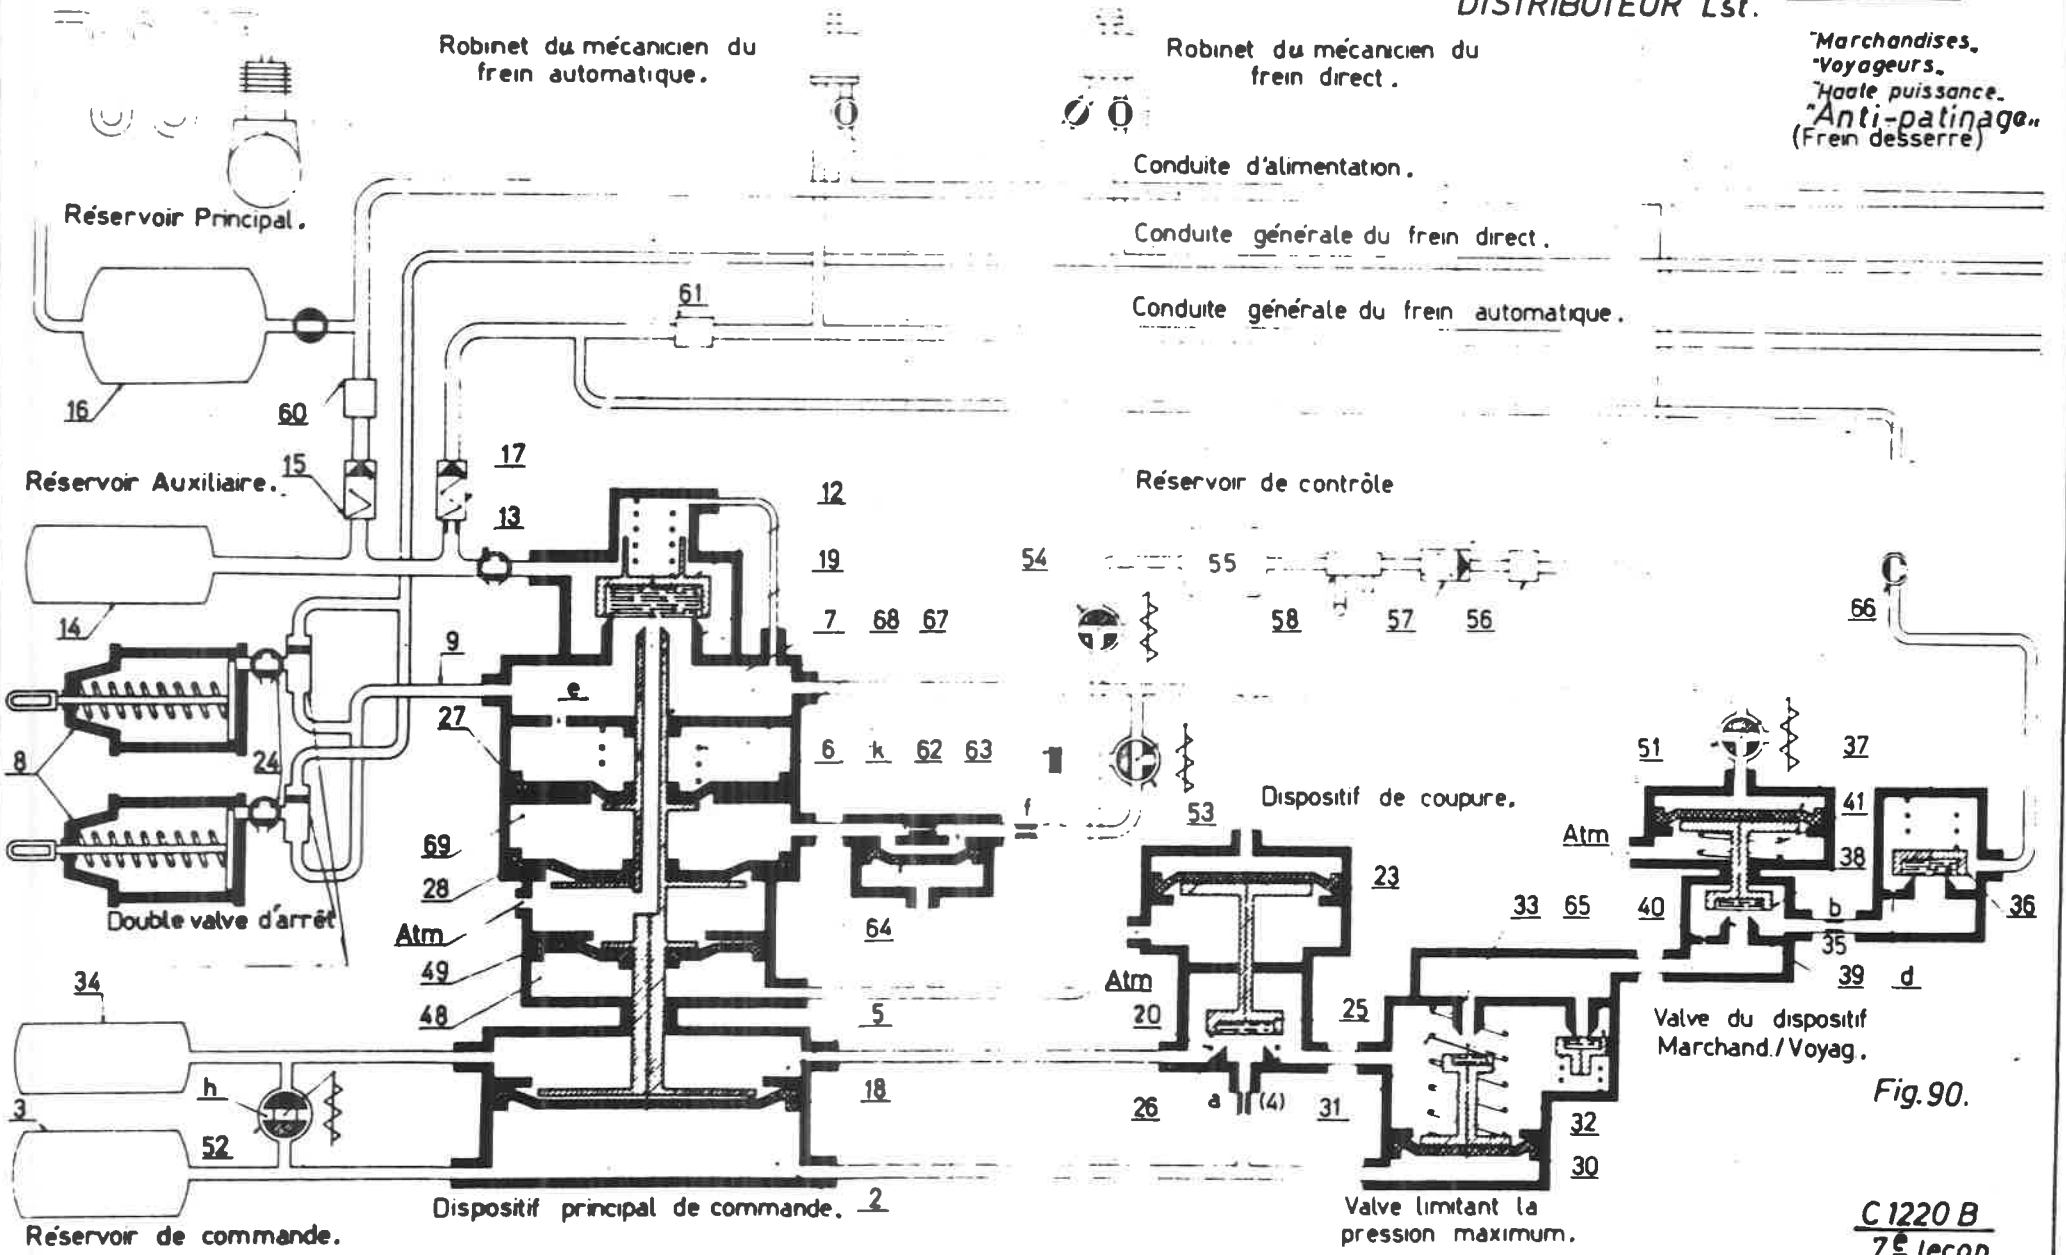 DISTRIBUTEUR Lst.
"Marchandises„
"Voyageurs„
"Haute puissance„
"Anti-patinage„
(Frein desserré)
Robinet du mécanicien du
frein automatique.
Robinet du mécanicien du
frein direct.
Conduite d'alimentation.
Réservoir Principal.
Conduite générale du frein direct.
61
Conduite générale du frein automatique.
16
60
15
17
Réservoir Auxiliaire.
Réservoir de contrôle
12
13
19
54
55
14
7
68
67
58
57
56
66
9
e
27
8
24
6
k
62
63
51
37
53
Dispositif de coupure.
f
41
69
Atm
38
28
23
Double valve d'arrêt
33
65
40
b
36
Atm
64
35
49
Atm
39
d
34
48
5
20
25
Valve du dispositif
Marchand./Voyag.
h
18
26
a
(4)
31
Fig.90.
3
52
32
30
Dispositif principal de commande.
2
Valve limitant la
pression maximum.
Réservoir de commande.
C 1220 B
7e leçon